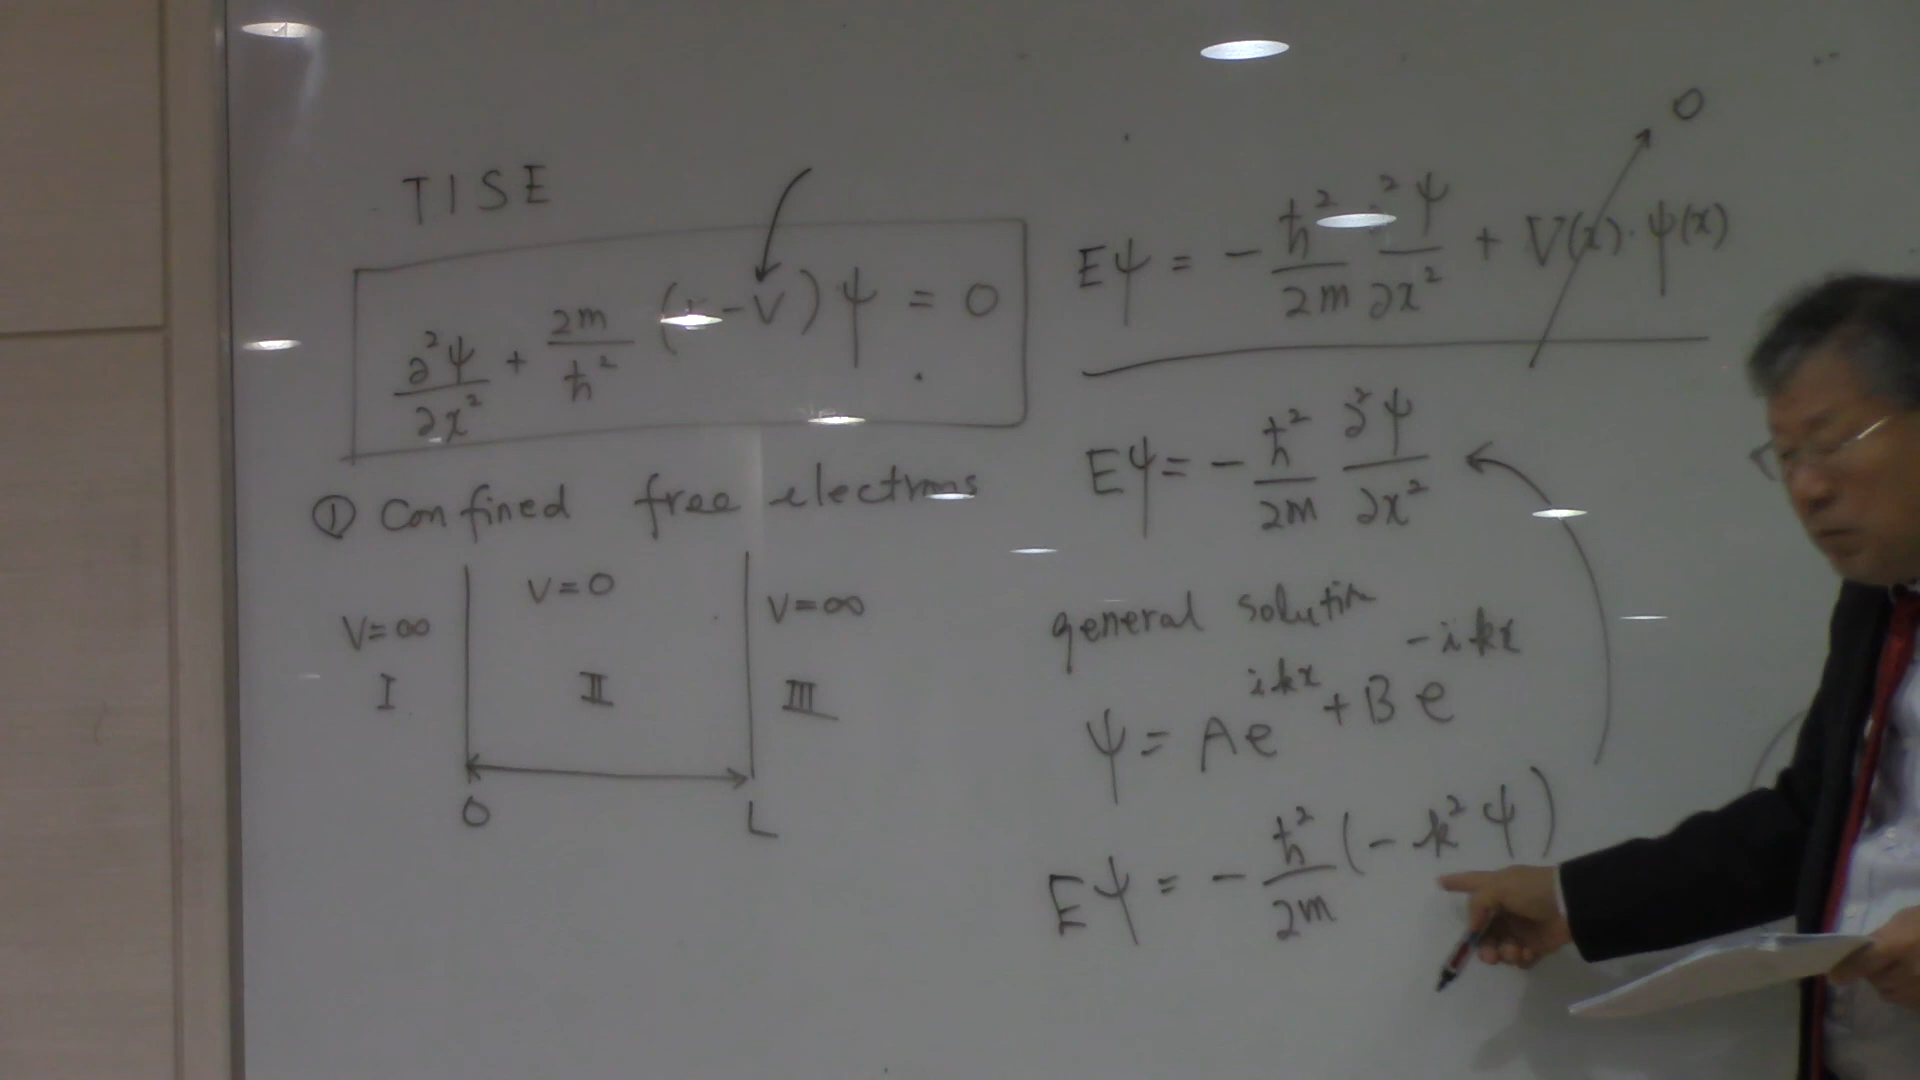 TISE
∂²ψ/∂x² + 2m/ħ² ( -V)ψ = 0
① Confined free electrons
V=∞ V=0 V=∞
I II III
0 L
0
Eψ = - ħ²/2m ²ψ/∂x² + V(x)·ψ(x)
Eψ = - ħ²/2m ∂²ψ/∂x²
general solution
ψ = Ae^ikx + Be^-ikx
Eψ = - ħ²/2m (-k²ψ)